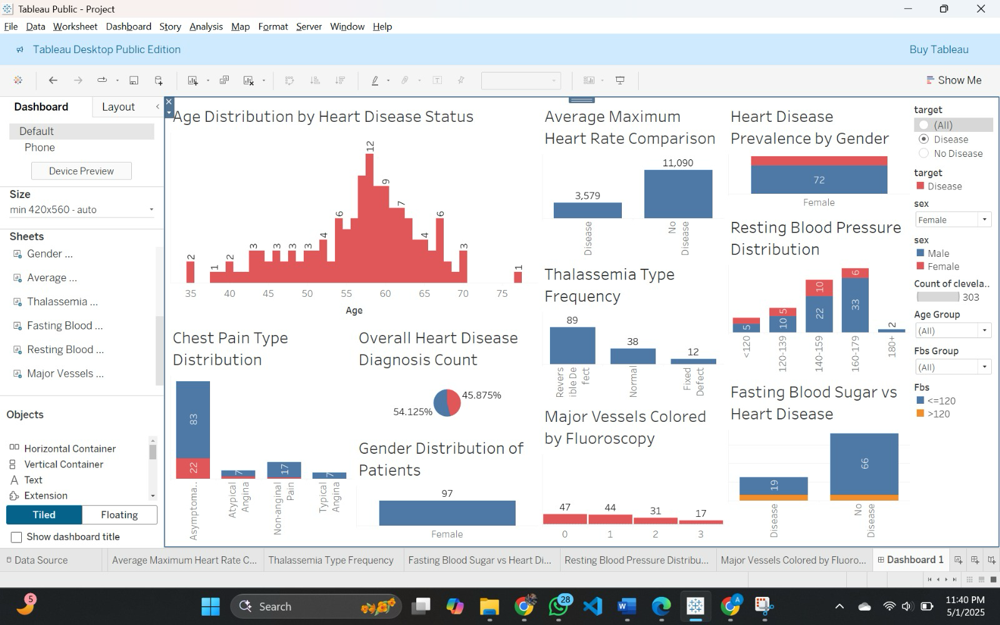 Tableau Public - Project
File Data Worksheet Dashboard Story Analysis Map Format Server Window Help
Tableau Desktop Public Edition
Buy Tableau
Show Me
Dashboard
Layout
Default
Phone
Device Preview
Size
min 420x560 - auto
Sheets
Gender ...
Average ...
Thalassemia ...
Fasting Blood ...
Resting Blood ...
Major Vessels ...
Objects
Horizontal Container
Vertical Container
Text
Extension
Tiled
Floating
Show dashboard title
Age Distribution by Heart Disease Status
2
1
2
3
3
3
3
4
6
12
9
7
4
6
3
1
35 40 45 50 55 60 65 70 75
Age
Chest Pain Type
Distribution
83
22
7
17
7
Asymptoma..
Atypical
Angina
Non-anginal
Pain
Typical
Angina
Overall Heart Disease
Diagnosis Count
45.875%
54.125%
Gender Distribution of
Patients
97
Female
Average Maximum
Heart Rate Comparison
3,579
11,090
Disease
No
Disease
Thalassemia Type
Frequency
89
38
12
Revers
ible De
fect
Normal
Fixed
Defect
Major Vessels Colored
by Fluoroscopy
47
44
31
17
0 1 2 3
Heart Disease
Prevalence by Gender
72
Female
Resting Blood Pressure
Distribution
5
5
10
10
22
6
33
2
<120
120-139
140-159
160-179
180+
Fasting Blood Sugar vs
Heart Disease
19
66
Disease
No
Disease
target
(All)
Disease
No Disease
target
Disease
sex
Female
sex
Male
Female
Count of clevela..
303
Age Group
(All)
Fbs Group
(All)
Fbs
<=120
>120
Data Source
Average Maximum Heart Rate C...
Thalassemia Type Frequency
Fasting Blood Sugar vs Heart Di...
Resting Blood Pressure Distribu...
Major Vessels Colored by Fluoro...
Dashboard 1
5
Search
28
11:40 PM
5/1/2025